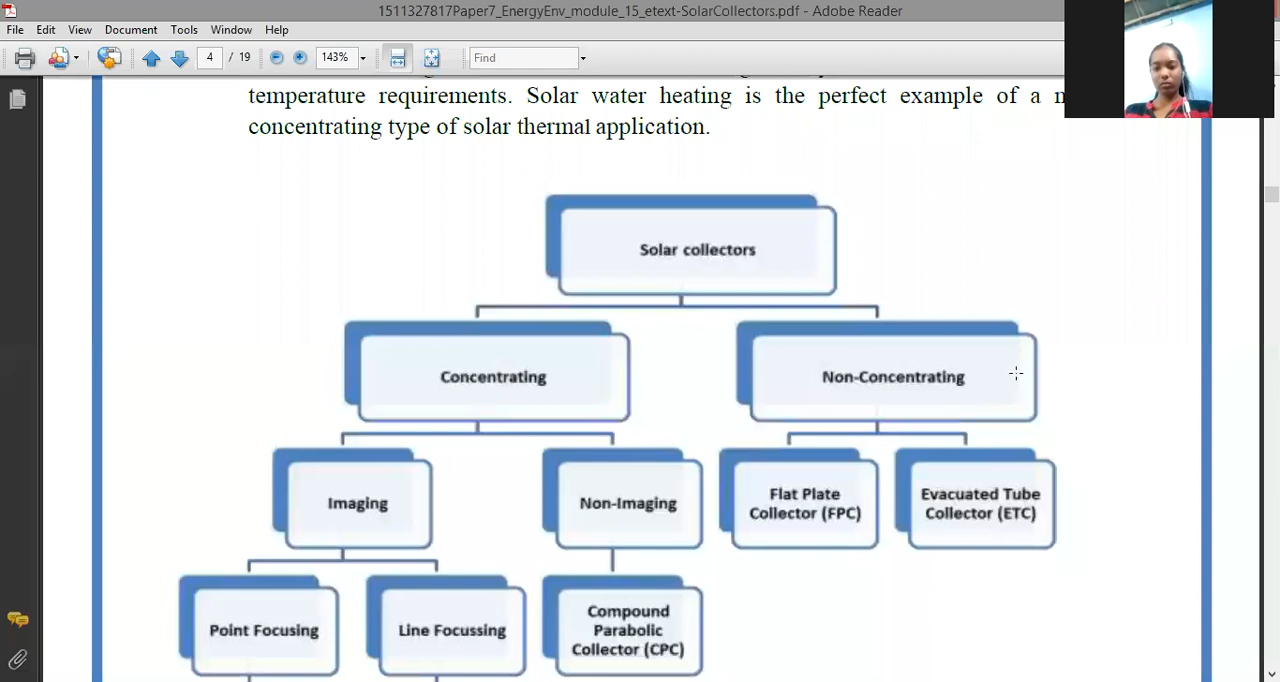 1511327817Paper7_EnergyEnv_module_15_etext-SolarCollectors.pdf - Adobe Reader
File Edit View Document Tools Window Help
4 / 19 143% Find
temperature requirements. Solar water heating is the perfect example of a
concentrating type of solar thermal application.
Solar collectors
Concentrating
Non-Concentrating
Imaging
Non-Imaging
Flat Plate
Collector (FPC)
Evacuated Tube
Collector (ETC)
Point Focusing
Line Focussing
Compound
Parabolic
Collector (CPC)